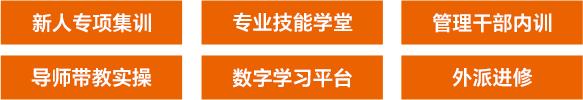 新人专项集训
专业技能学堂
管理干部内训
导师带教实操
数字学习平台
外派进修